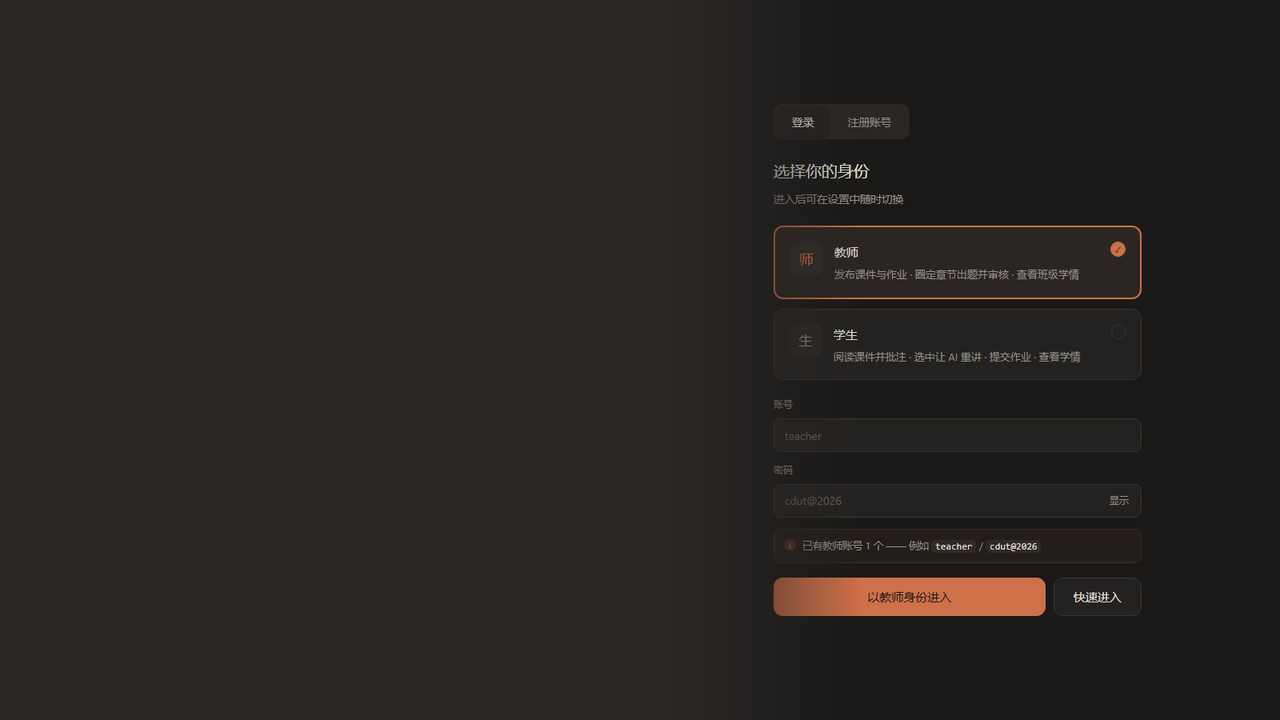 登录 注册账号
选择你的身份
进入后可在设置中随时切换
师 教师
发布课件与作业 · 圈定章节出题并审核 · 查看班级学情
生 学生
阅读课件并批注 · 选中让 AI 重讲 · 提交作业 · 查看学情
账号
teacher
密码
cdut@2026 显示
已有教师账号 1 个 —— 例如 teacher / cdut@2026
以教师身份进入 快速进入